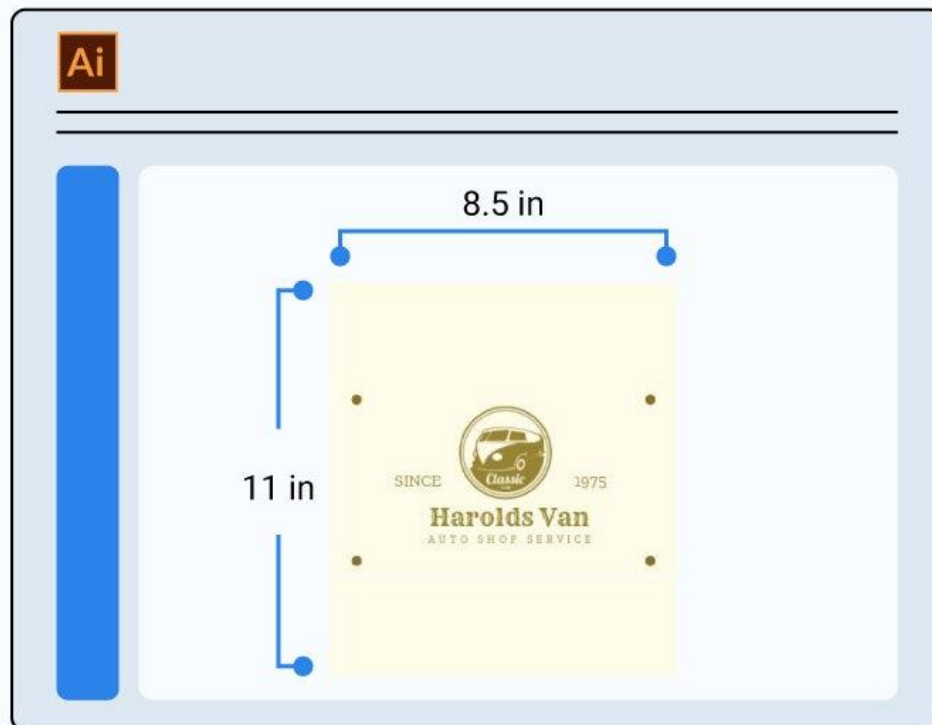 Ai
8.5 in
11 in
Classic
SINCE
1975
Harolds Van
AUTO SHOP SERVICE